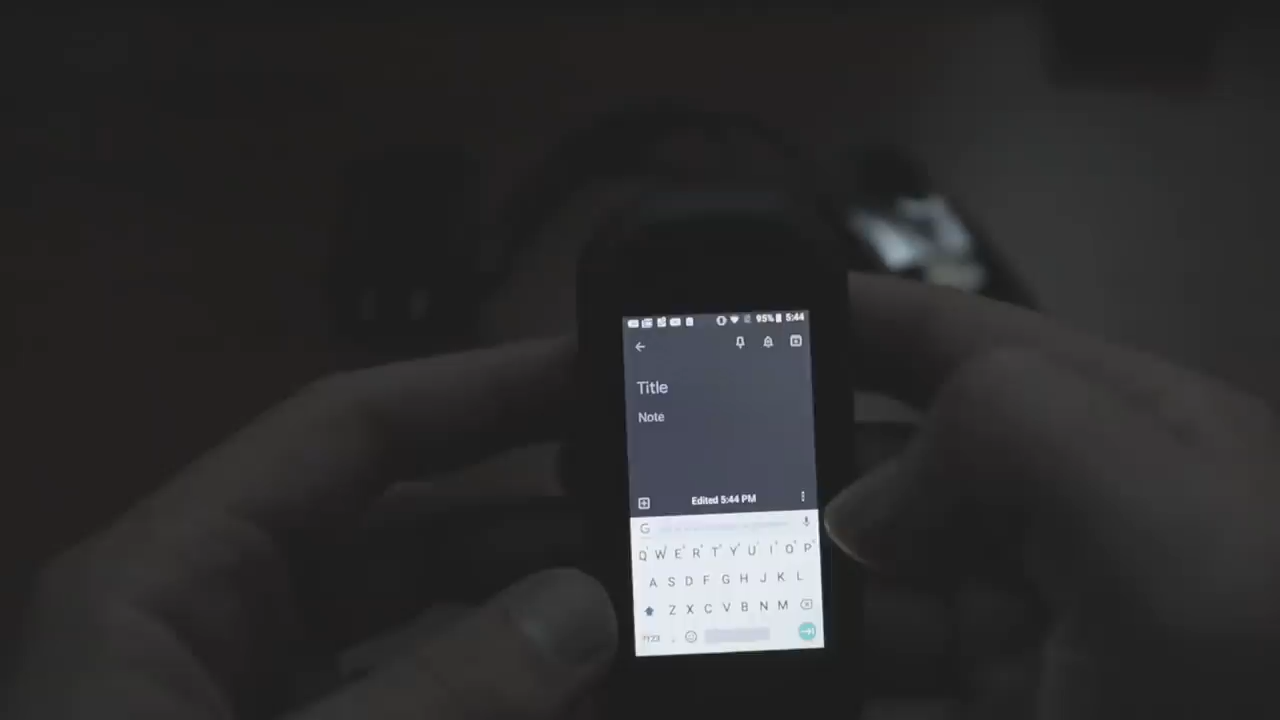 95% 5:44
Title
Note
Edited 5:44 PM
G
Q W E R T Y U I O P
A S D F G H J K L
Z X C V B N M